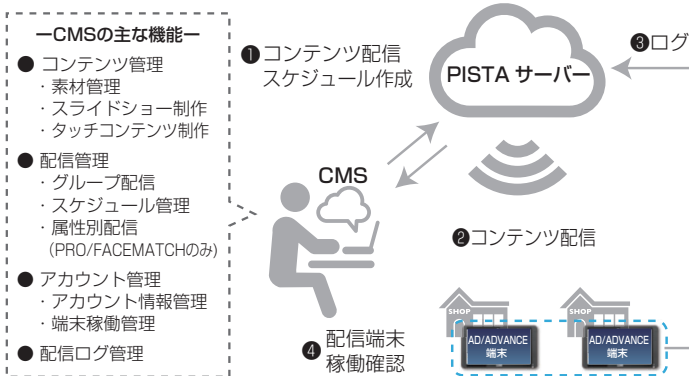 ーCMSの主な機能ー
● コンテンツ管理
・素材管理
・スライドショー制作
・タッチコンテンツ制作
● 配信管理
・グループ配信
・スケジュール管理
・属性別配信
（PRO/FACEMATCHのみ）
● アカウント管理
・アカウント情報管理
・端末稼働管理
● 配信ログ管理
❶コンテンツ配信
スケジュール作成
PISTA サーバー
❸ログ
CMS
❷コンテンツ配信
❹配信端末
稼働確認
SHOP
AD/ADVANCE
端末
SHOP
AD/ADVANCE
端末